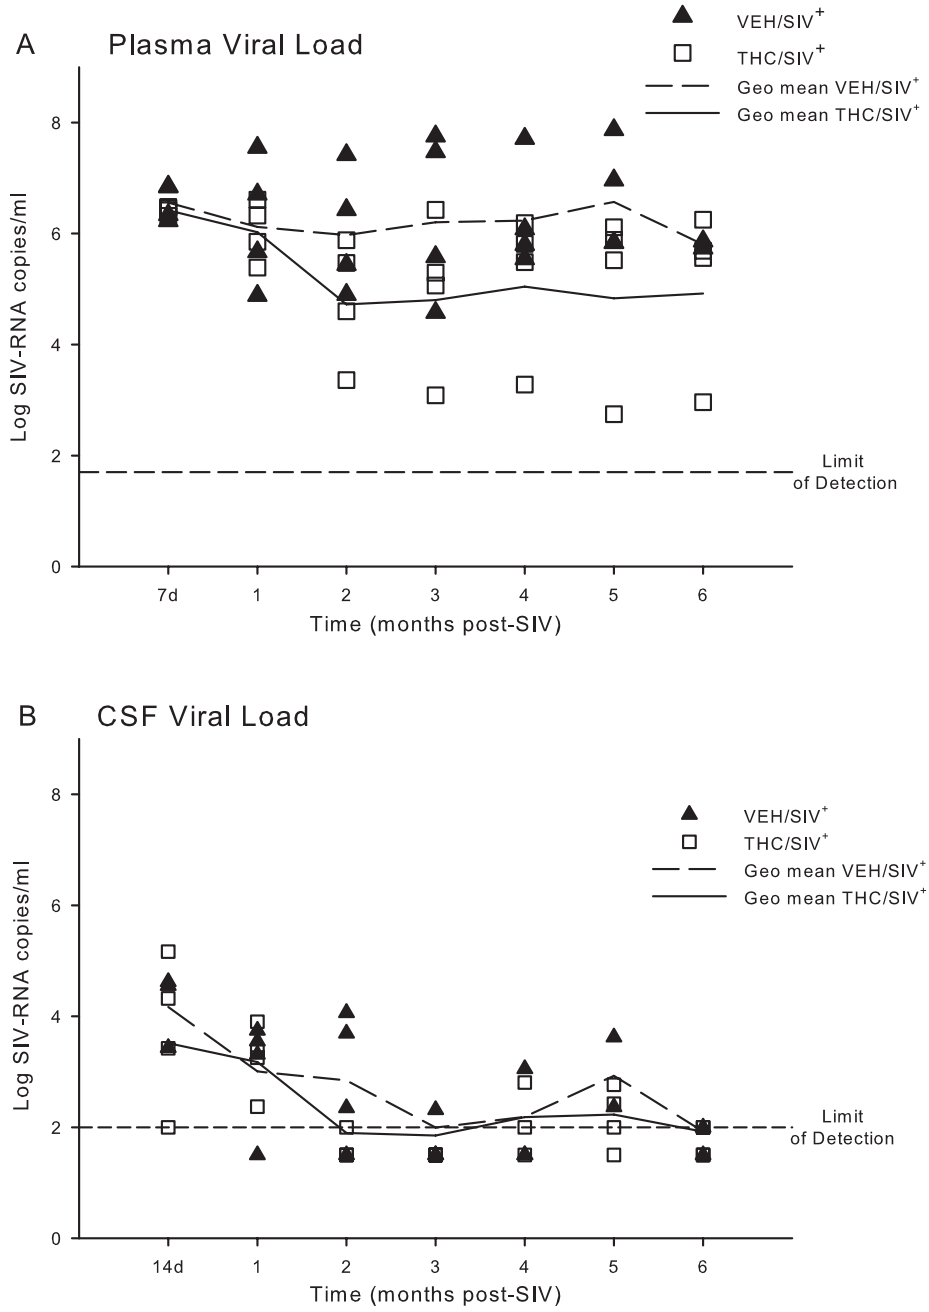 A Plasma Viral Load
VEH/SIV+
THC/SIV+
Geo mean VEH/SIV+
Geo mean THC/SIV+
Log SIV-RNA copies/ml
8
6
4
2
0
Limit
of Detection
7d 1 2 3 4 5 6
Time (months post-SIV)
B CSF Viral Load
VEH/SIV+
THC/SIV+
Geo mean VEH/SIV+
Geo mean THC/SIV+
Log SIV-RNA copies/ml
8
6
4
2
0
Limit
of Detection
14d 1 2 3 4 5 6
Time (months post-SIV)